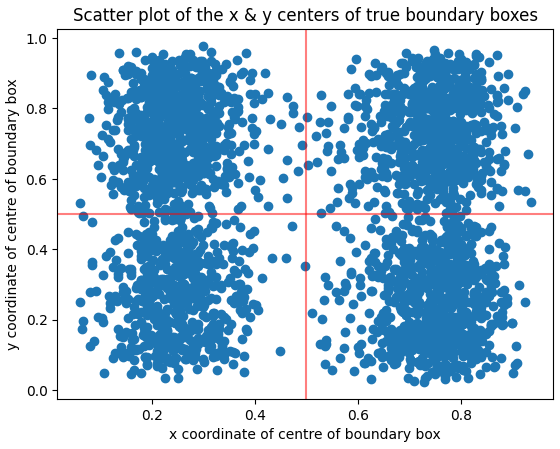 Scatter plot of the x & y centers of true boundary boxes
y coordinate of centre of boundary box
1.0
0.8
0.6
0.4
0.2
0.0
0.2 0.4 0.6 0.8
x coordinate of centre of boundary box